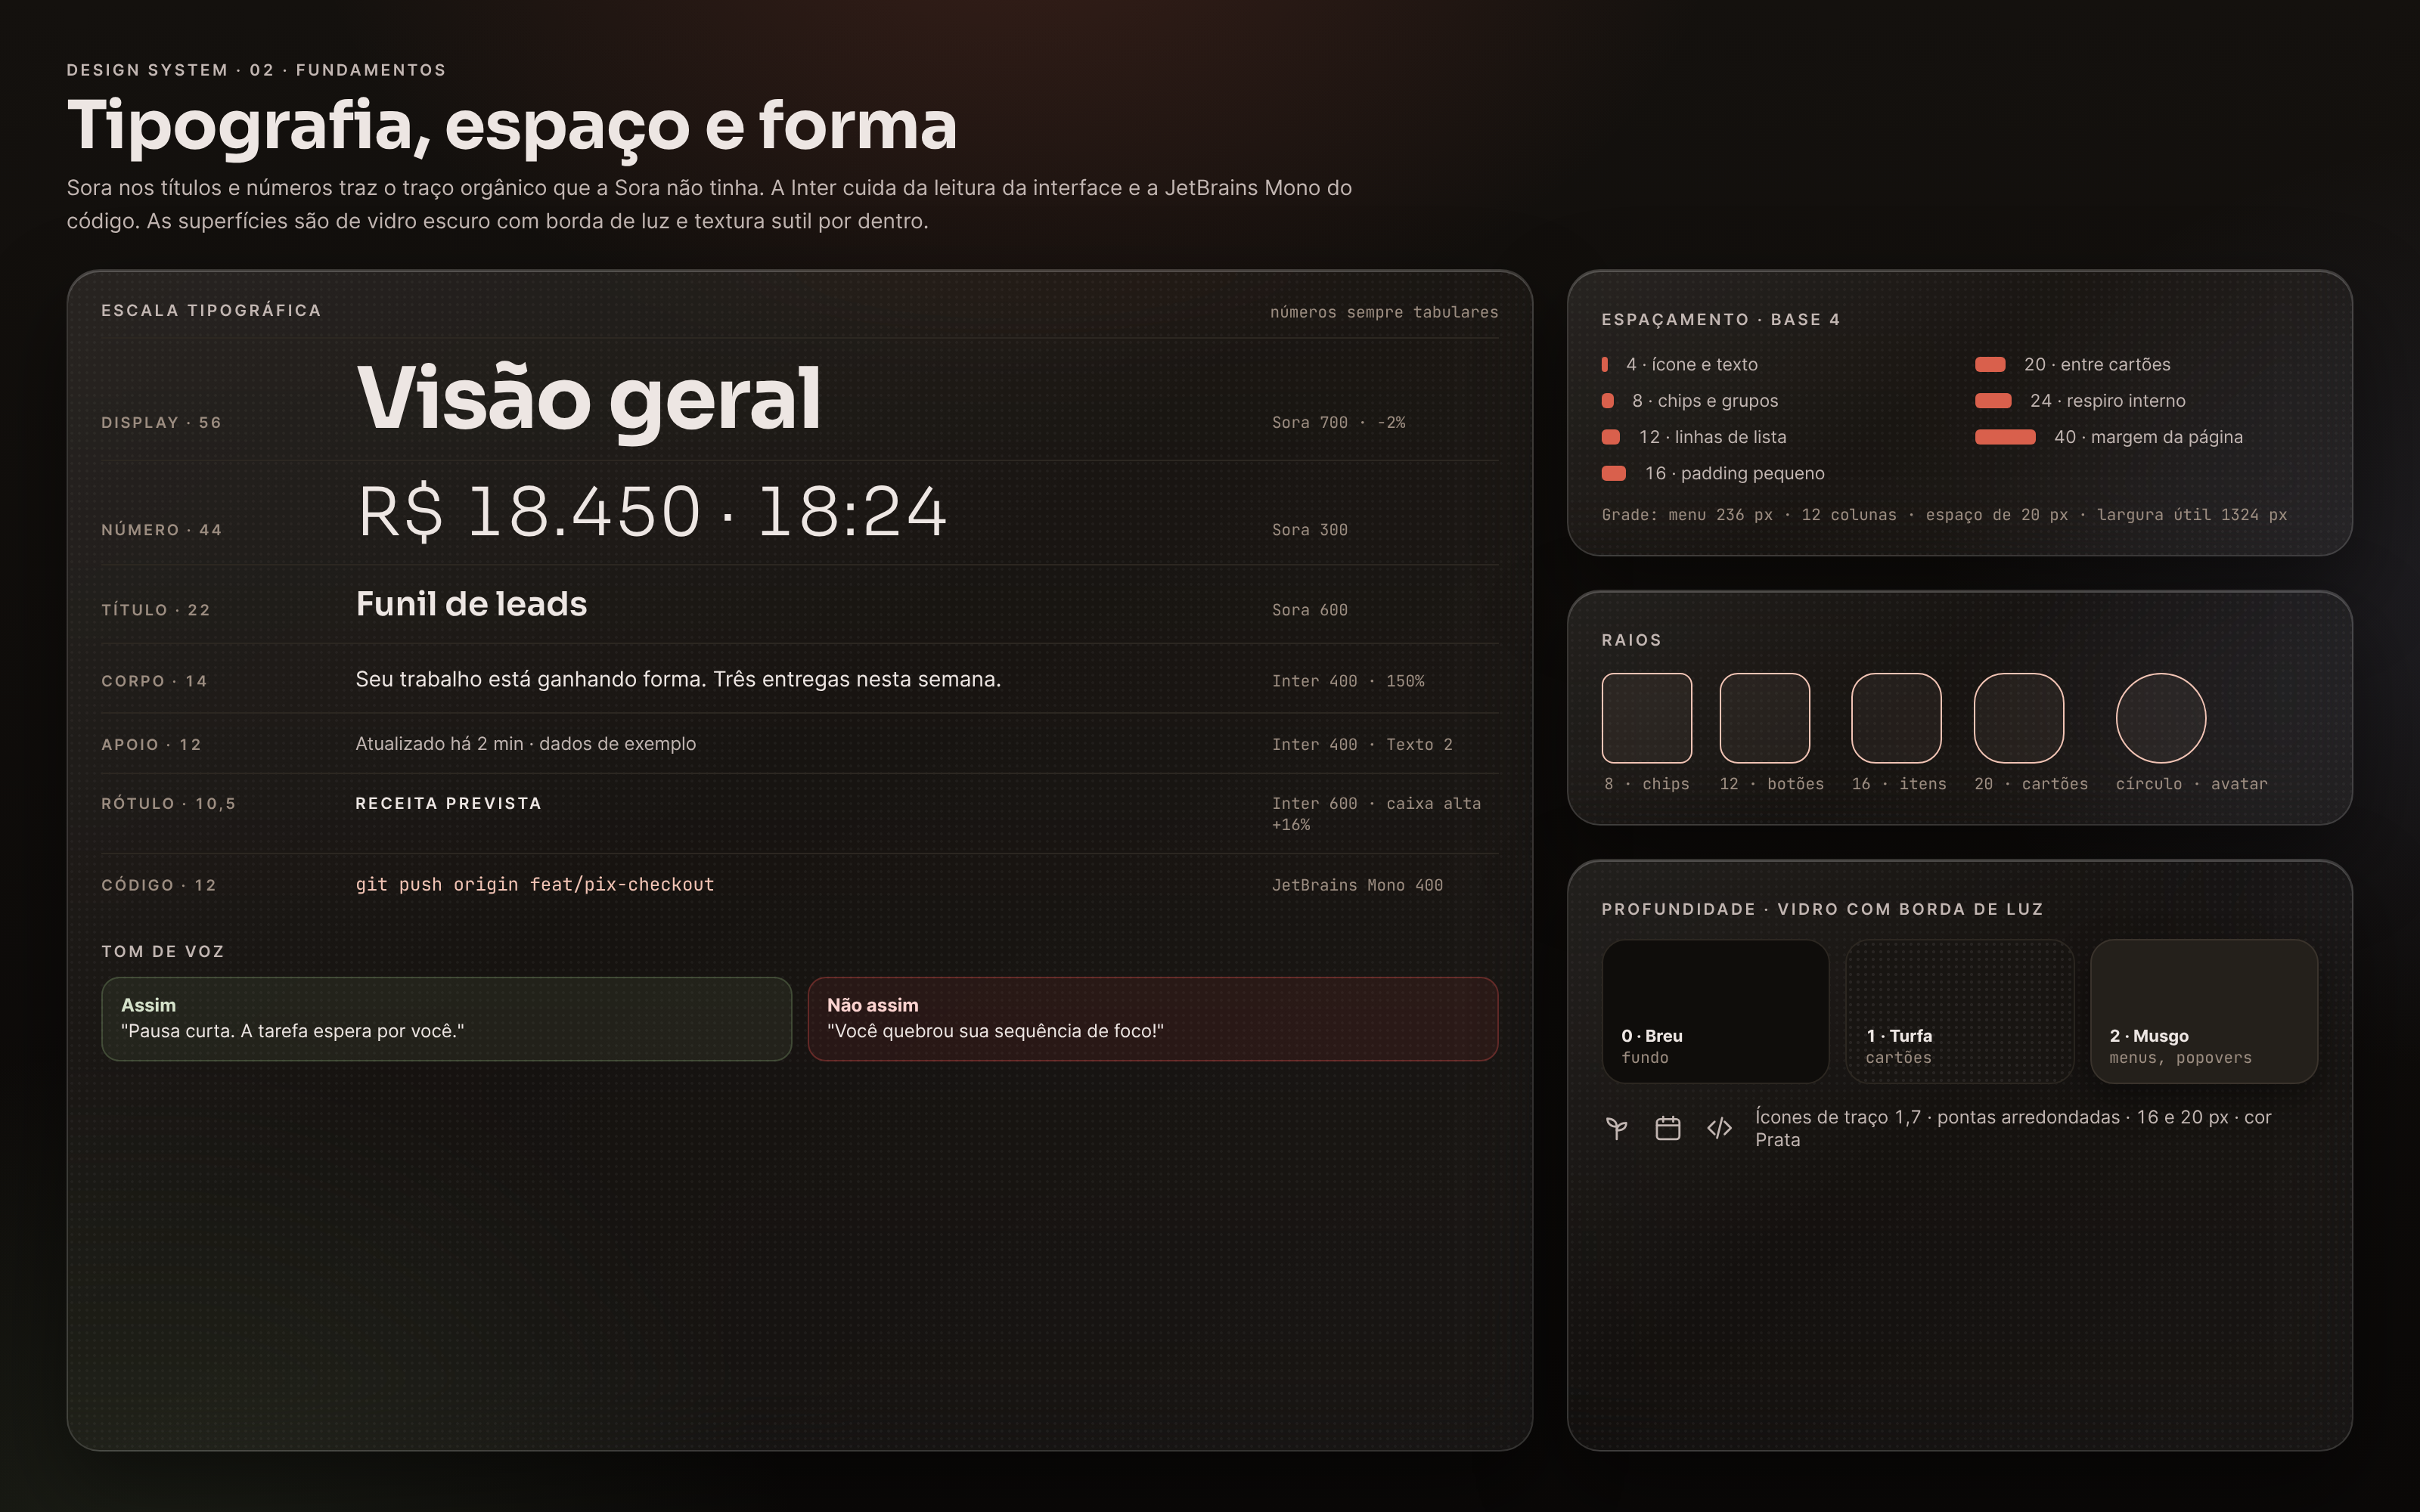 DESIGN SYSTEM · 02 · FUNDAMENTOS
Tipografia, espaço e forma
Sora nos títulos e números traz o traço orgânico que a Sora não tinha. A Inter cuida da leitura da interface e a JetBrains Mono do
código. As superfícies são de vidro escuro com borda de luz e textura sutil por dentro.
ESCALA TIPOGRÁFICA
números sempre tabulares
DISPLAY · 56
Visão geral
Sora 700 · -2%
NÚMERO · 44
R$ 18.450 · 18:24
Sora 300
TÍTULO · 22
Funil de leads
Sora 600
CORPO · 14
Seu trabalho está ganhando forma. Três entregas nesta semana.
Inter 400 · 150%
APOIO · 12
Atualizado há 2 min · dados de exemplo
Inter 400 · Texto 2
RÓTULO · 10,5
RECEITA PREVISTA
Inter 600 · caixa alta
+16%
CÓDIGO · 12
git push origin feat/pix-checkout
JetBrains Mono 400
TOM DE VOZ
Assim
"Pausa curta. A tarefa espera por você."
Não assim
"Você quebrou sua sequência de foco!"
ESPAÇAMENTO · BASE 4
4 · ícone e texto
20 · entre cartões
8 · chips e grupos
24 · respiro interno
12 · linhas de lista
40 · margem da página
16 · padding pequeno
Grade: menu 236 px · 12 colunas · espaço de 20 px · largura útil 1324 px
RAIOS
8 · chips
12 · botões
16 · itens
20 · cartões
círculo · avatar
PROFUNDIDADE · VIDRO COM BORDA DE LUZ
0 · Breu
fundo
1 · Turfa
cartões
2 · Musgo
menus, popovers
Ícones de traço 1,7 · pontas arredondadas · 16 e 20 px · cor
Prata